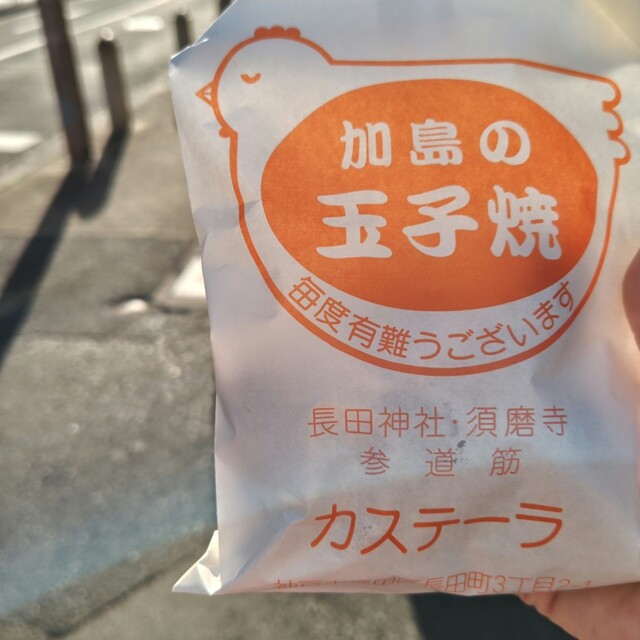 加島の
玉子焼
毎度有難うございます
長田神社・須磨寺
参道筋
カステーラ
長田町3丁目